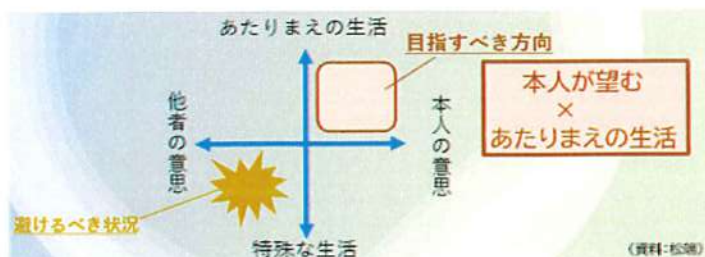 あたりまえの生活
目指すべき方向
他者の意思
本人の意思
本人が望む
×
あたりまえの生活
避けるべき状況
特殊な生活
(資料:松端)